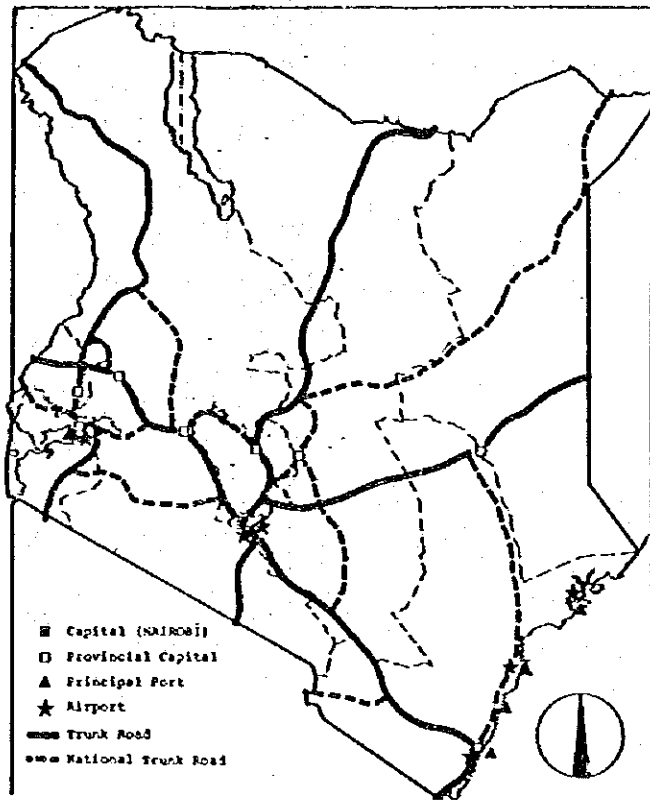 Capital (NAIROBI)
Provincial Capital
Principal Port
Airport
Trunk Road
National Trunk Road